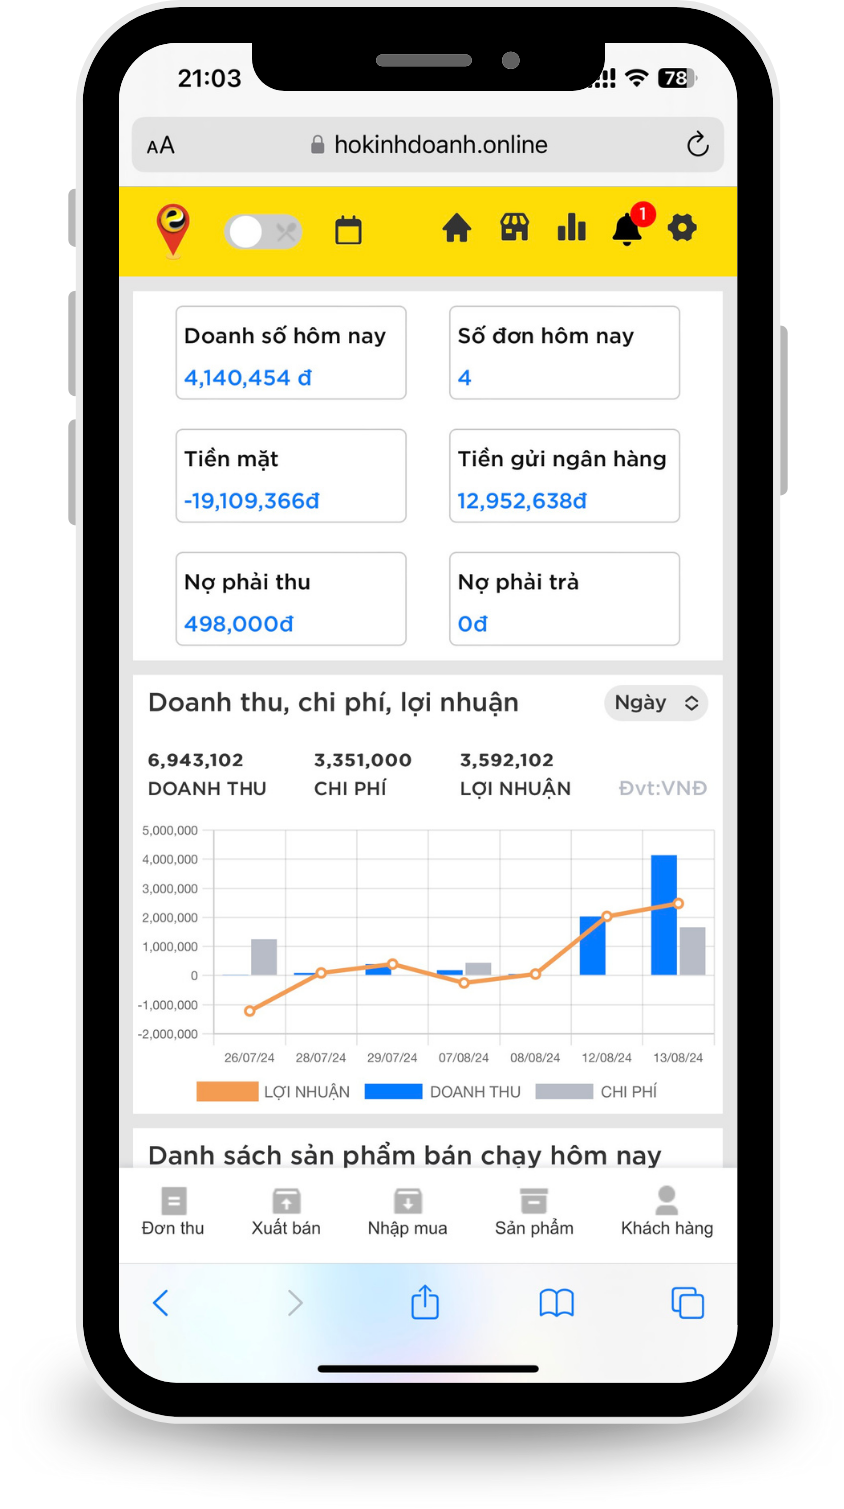 21:03
78
AA
hokinhdoanh.online
1
Doanh số hôm nay
4,140,454 đ
Số đơn hôm nay
4
Tiền mặt
-19,109,366đ
Tiền gửi ngân hàng
12,952,638đ
Nợ phải thu
498,000đ
Nợ phải trả
0đ
Doanh thu, chi phí, lợi nhuận
Ngày
6,943,102 3,351,000 3,592,102
DOANH THU CHI PHÍ LỢI NHUẬN Đvt:VNĐ
5,000,000
4,000,000
3,000,000
2,000,000
1,000,000
0
-1,000,000
-2,000,000
26/07/24 28/07/24 29/07/24 07/08/24 08/08/24 12/08/24 13/08/24
LỢI NHUẬN DOANH THU CHI PHÍ
Danh sách sản phẩm bán chạy hôm nay
Đơn thu Xuất bán Nhập mua Sản phẩm Khách hàng